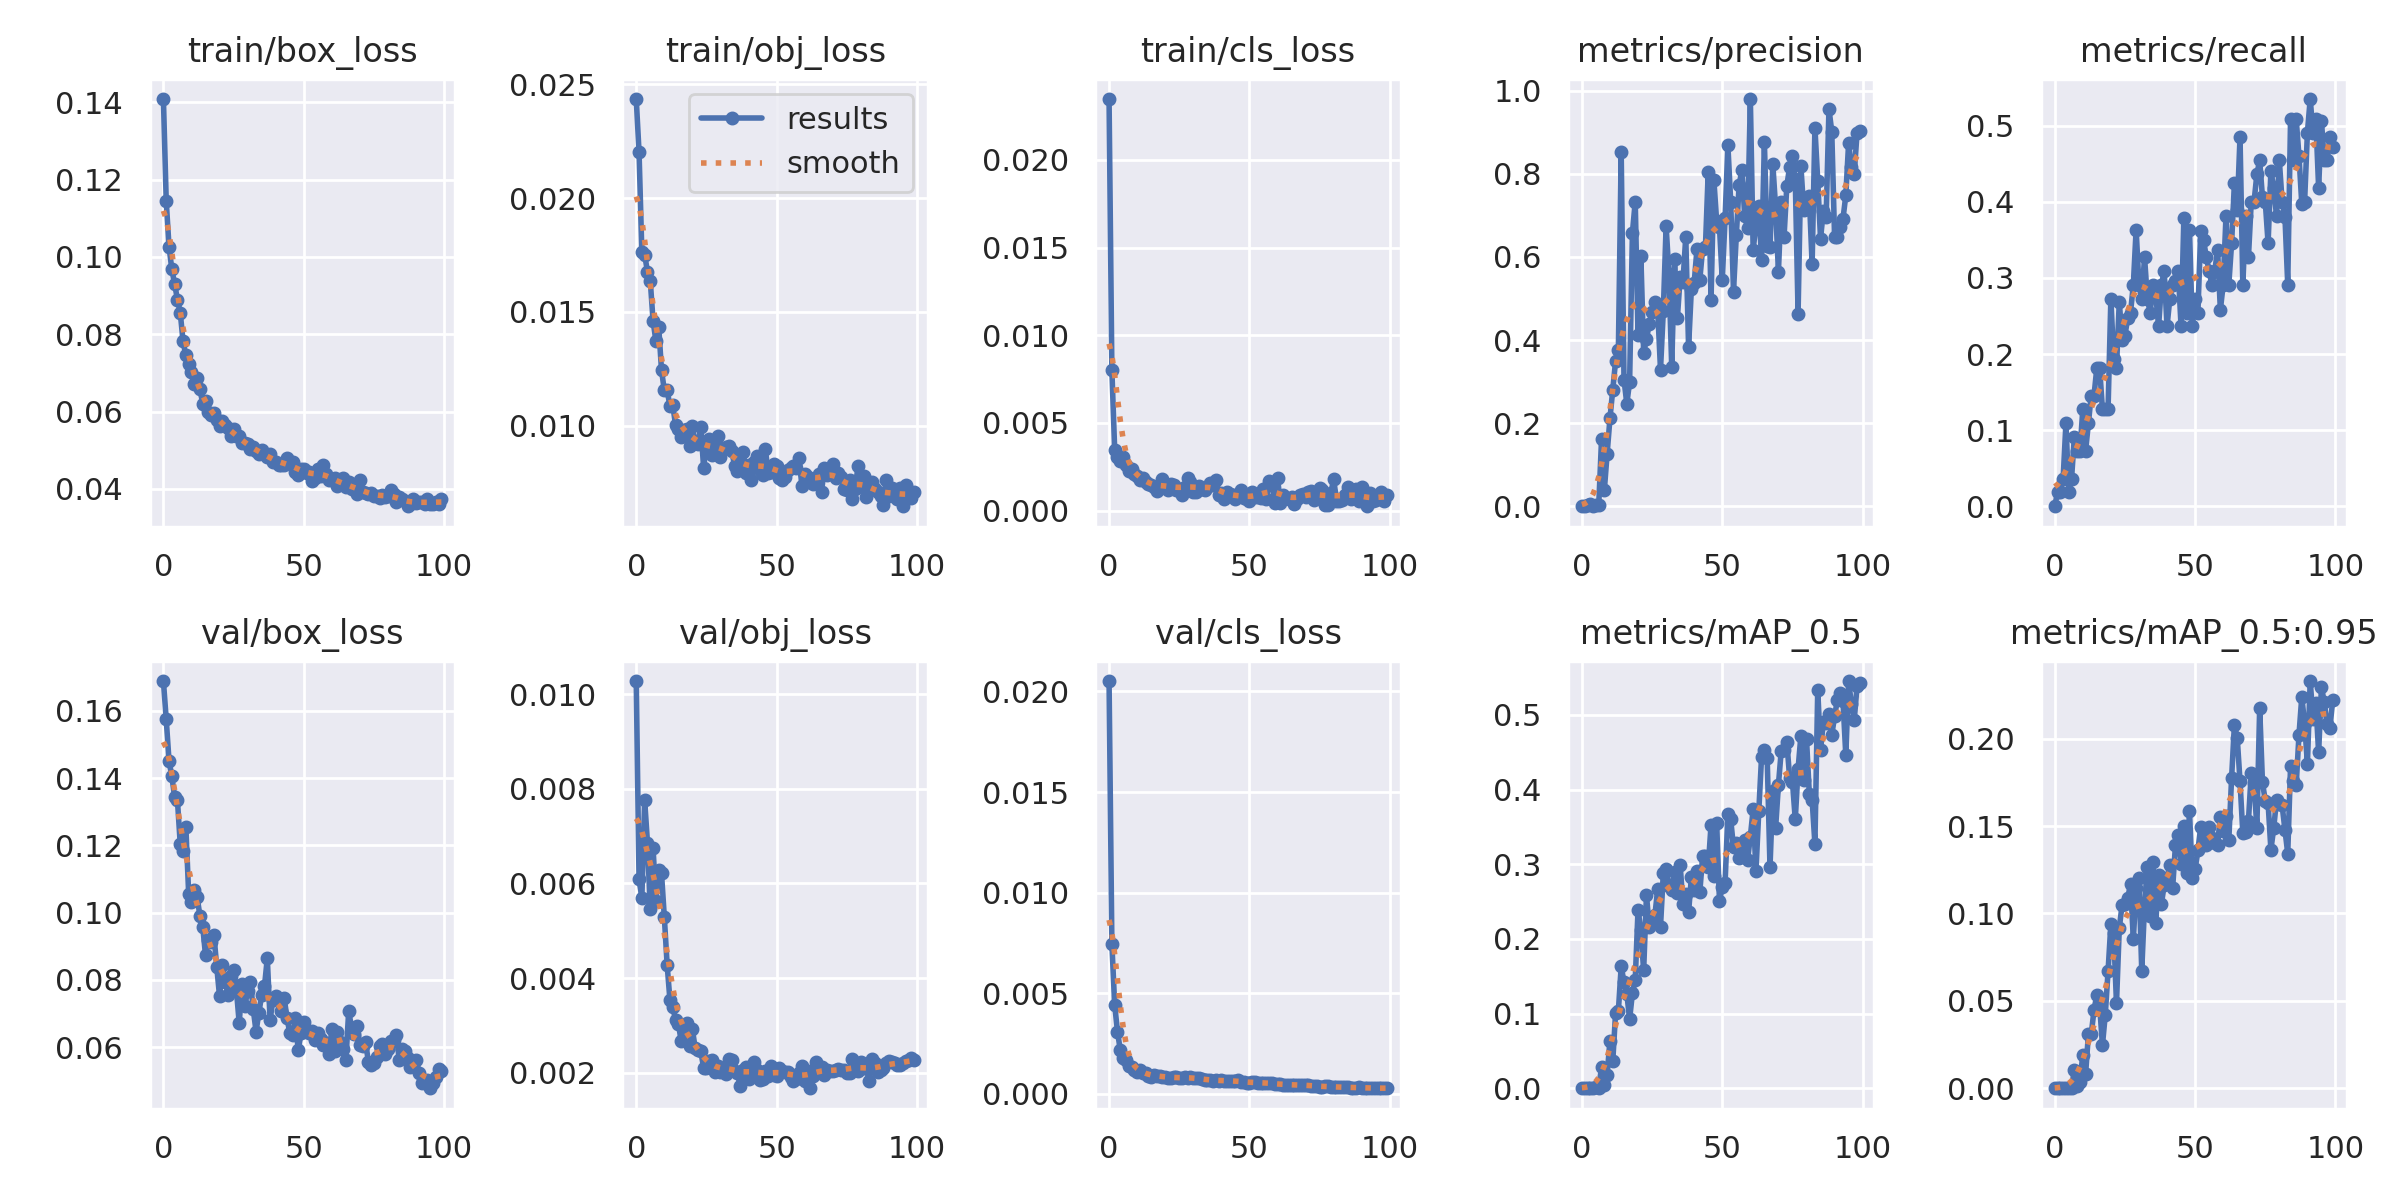 train/box_loss
0.14
0.12
0.10
0.08
0.06
0.04
0 50 100
train/obj_loss
results
smooth
0.025
0.020
0.015
0.010
0 50 100
train/cls_loss
0.020
0.015
0.010
0.005
0.000
0 50 100
metrics/precision
1.0
0.8
0.6
0.4
0.2
0.0
0 50 100
metrics/recall
0.5
0.4
0.3
0.2
0.1
0.0
0 50 100
val/box_loss
0.16
0.14
0.12
0.10
0.08
0.06
0 50 100
val/obj_loss
0.010
0.008
0.006
0.004
0.002
0 50 100
val/cls_loss
0.020
0.015
0.010
0.005
0.000
0 50 100
metrics/mAP_0.5
0.5
0.4
0.3
0.2
0.1
0.0
0 50 100
metrics/mAP_0.5:0.95
0.20
0.15
0.10
0.05
0.00
0 50 100